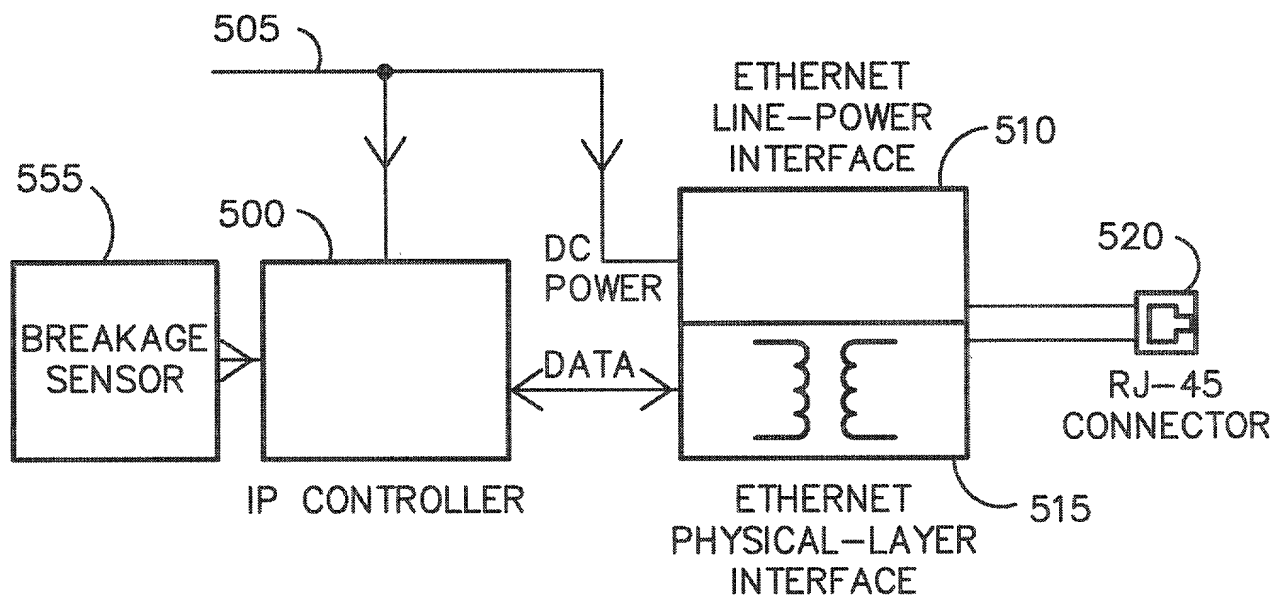 505
ETHERNET
LINE-POWER
INTERFACE
510
555
500
520
DC
POWER
BREAKAGE
SENSOR
DATA
RJ-45
CONNECTOR
IP CONTROLLER
ETHERNET
PHYSICAL-LAYER
INTERFACE
515